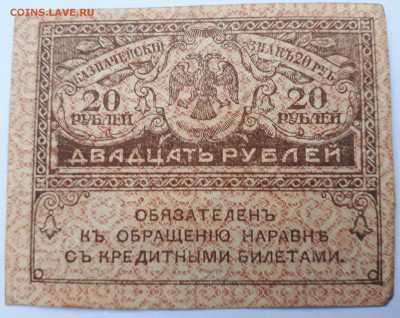 COINS.LAVE.RU
КАЗНАЧЕЙСКІЙ ЗНАКЪ 20 РУБ.
20 20
РУБЛЕЙ РУБЛЕЙ
ДВАДЦАТЬ РУБЛЕЙ
ОБЯЗАТЕЛЕНЪ
КЪ ОБРАЩЕНІЮ НАРАВНѢ
СЪ КРЕДИТНЫМИ БИЛЕТАМИ.